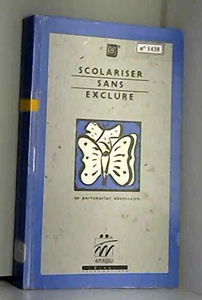 n° 1438
SCOLARISER
SANS
EXCLURE
un partenariat nécessaire